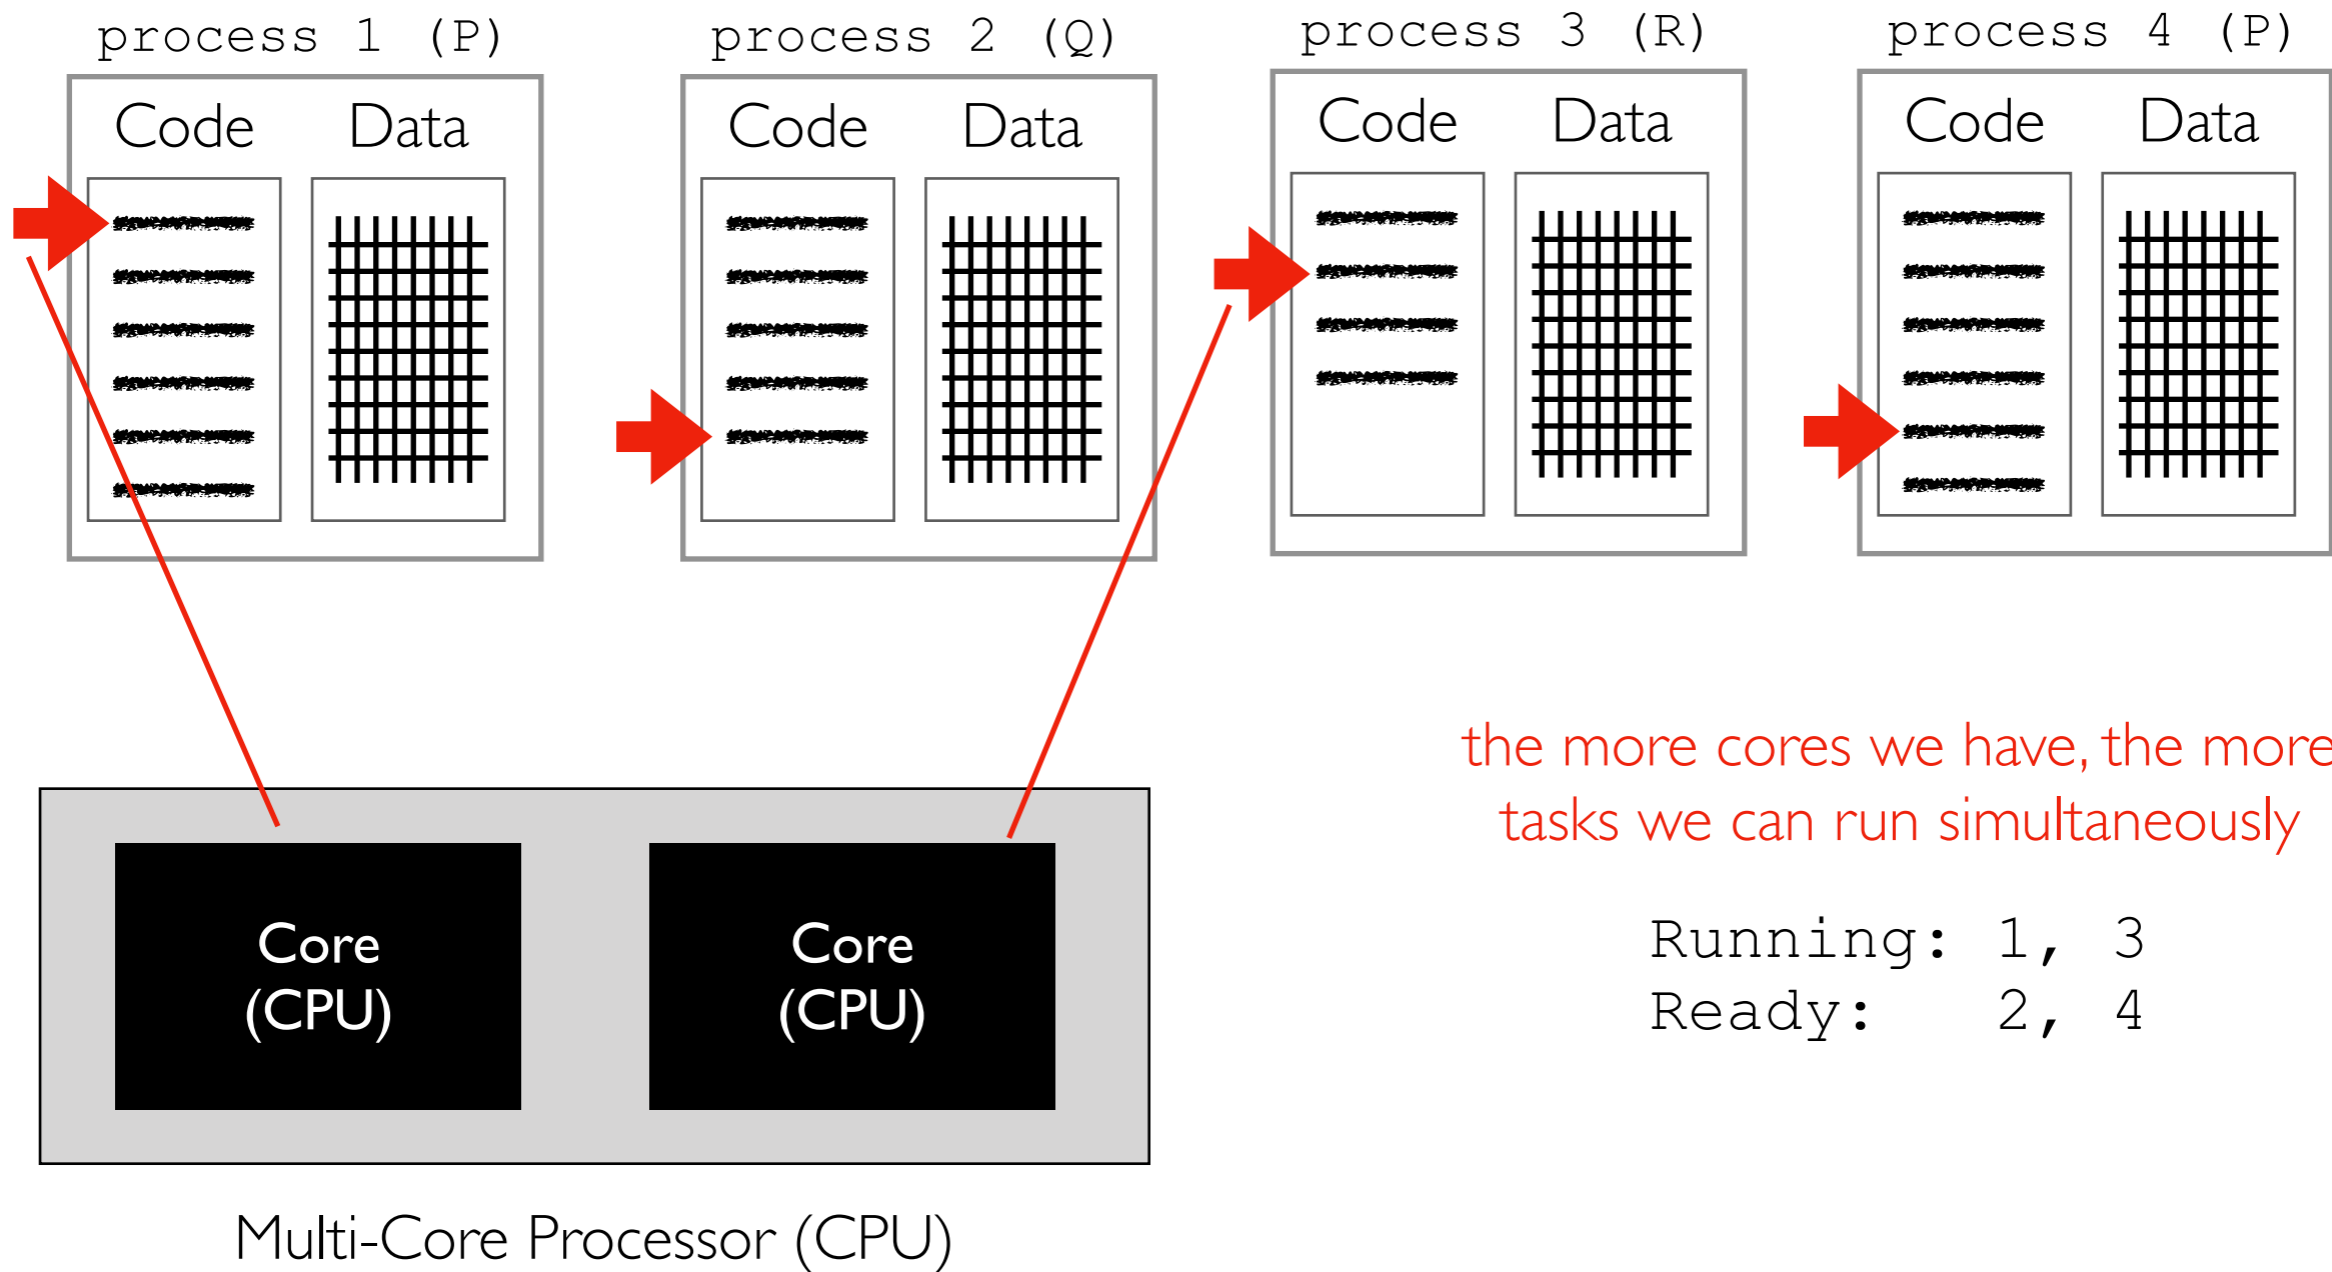 process 1 (P)
process 2 (Q)
process 3 (R)
process 4 (P)
Code Data
Code Data
Code Data
Code Data
the more cores we have, the more
tasks we can run simultaneously
Running: 1, 3
Ready: 2, 4
Core
(CPU)
Core
(CPU)
Multi-Core Processor (CPU)